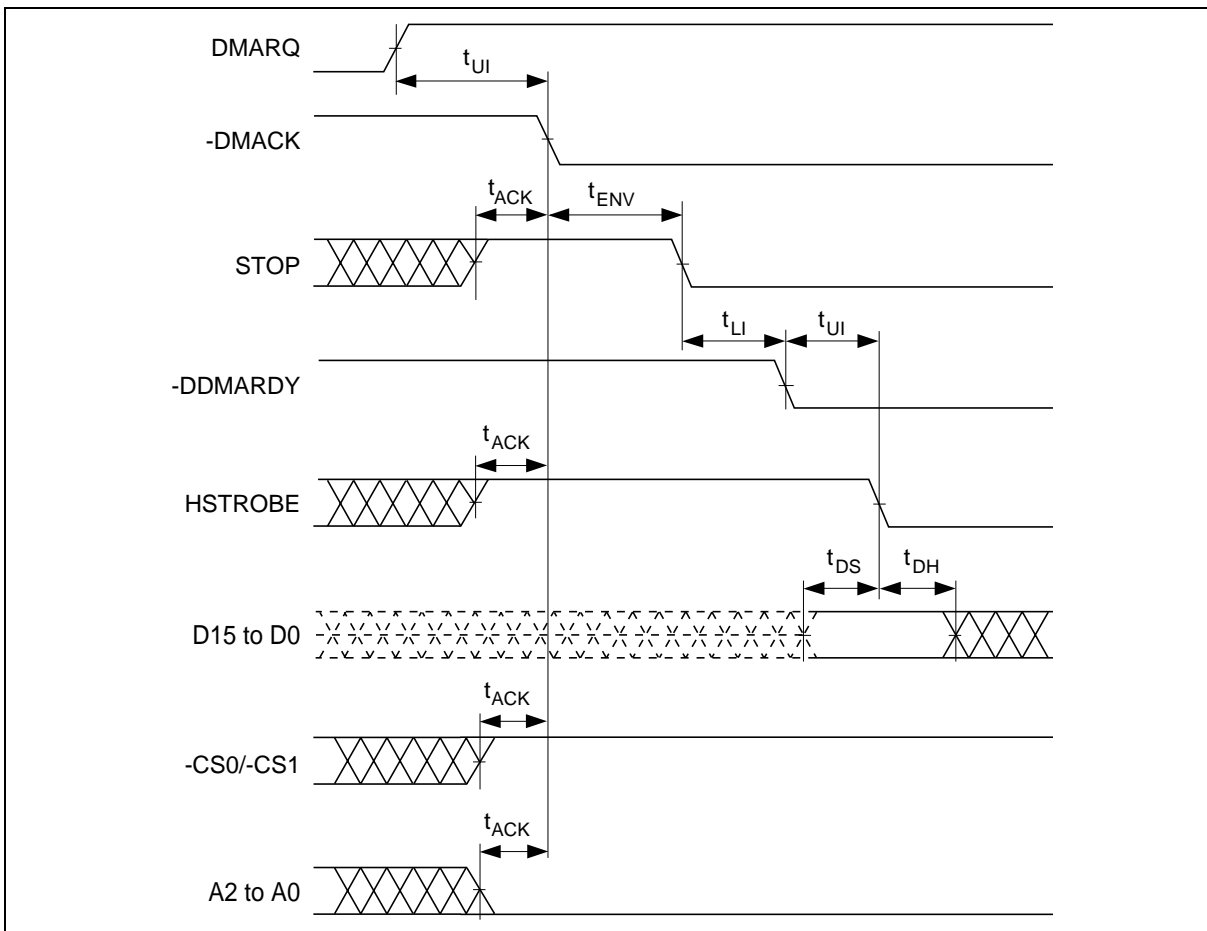 DMARQ
tUI
-DMACK
tACK
tENV
STOP
tLI
tUI
-DDMARDY
tACK
HSTROBE
tDS
tDH
D15 to D0
tACK
-CS0/-CS1
tACK
A2 to A0